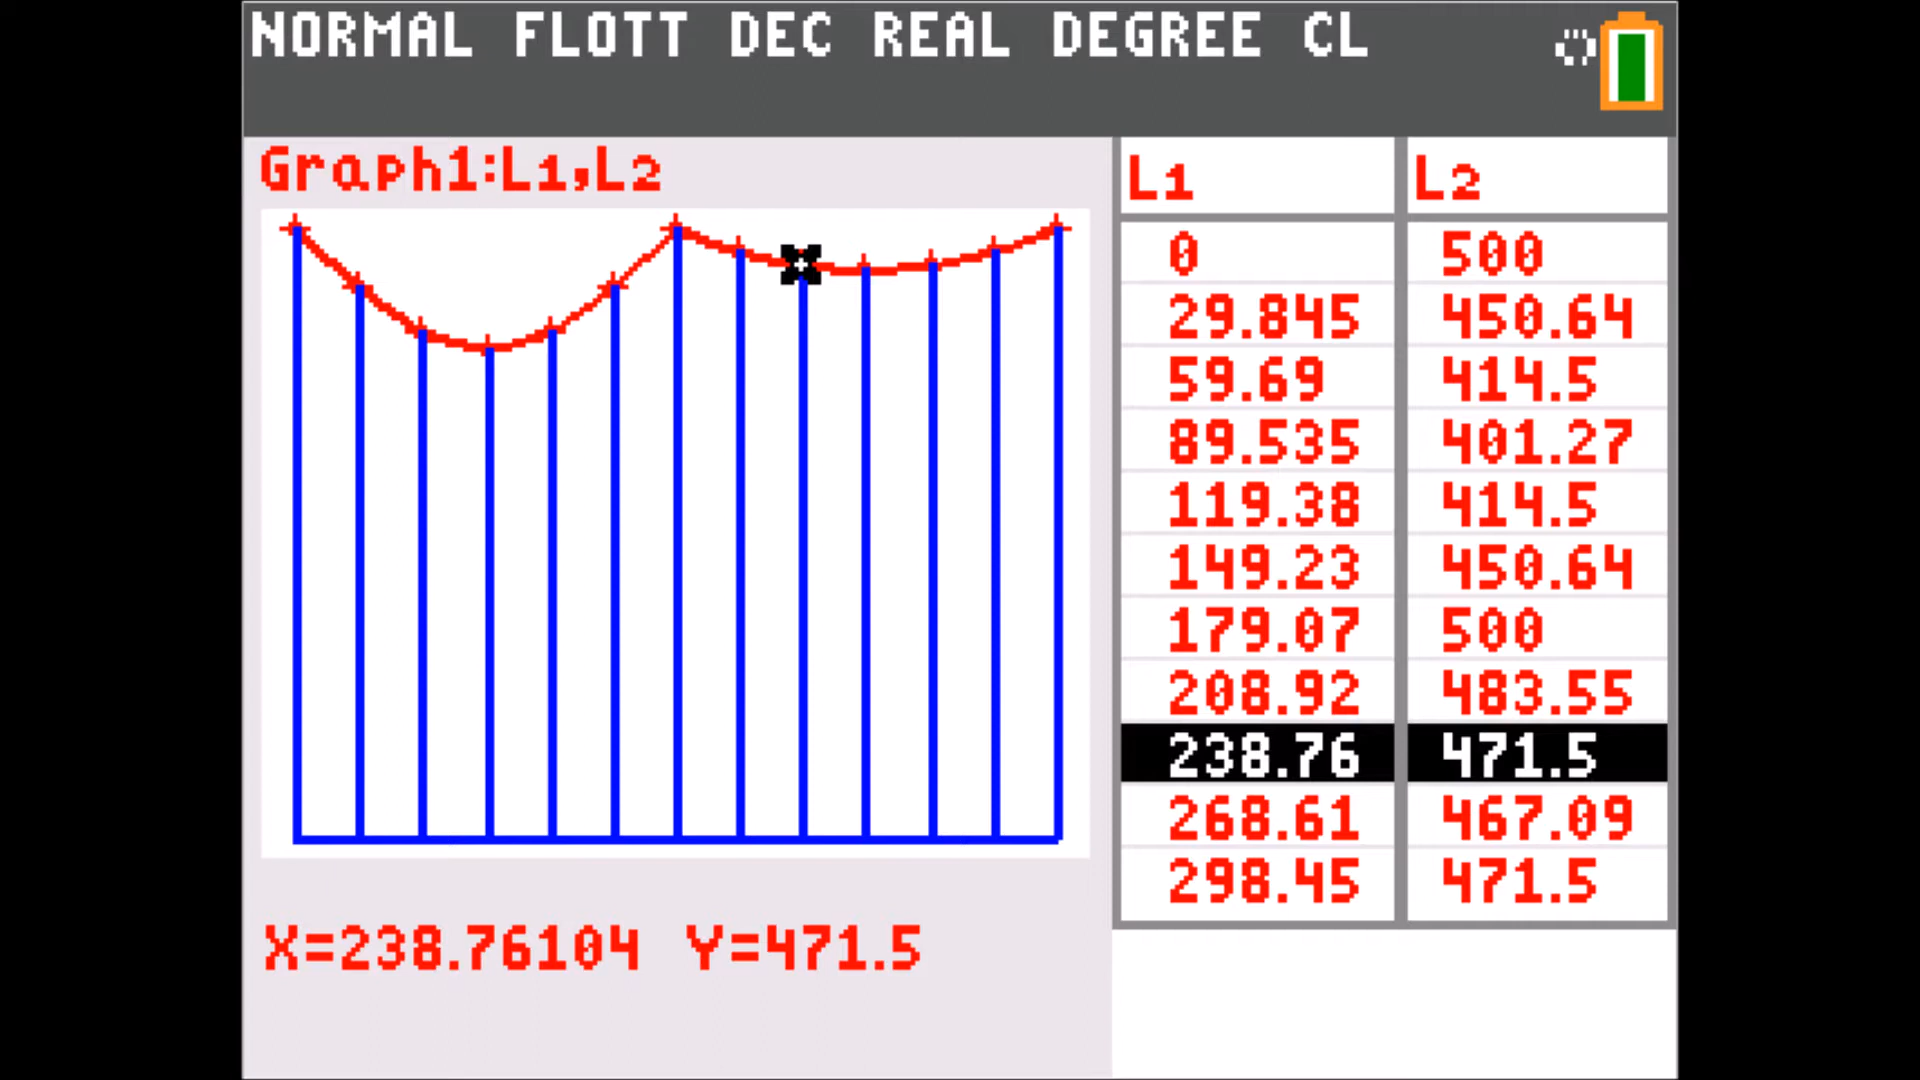 NORMAL FLOTT DEC REAL DEGREE CL
Graph1:L1,L2
L1 L2
0 500
29.845 450.64
59.69 414.5
89.535 401.27
119.38 414.5
149.23 450.64
179.07 500
208.92 483.55
238.76 471.5
268.61 467.09
298.45 471.5
X=238.76104 Y=471.5